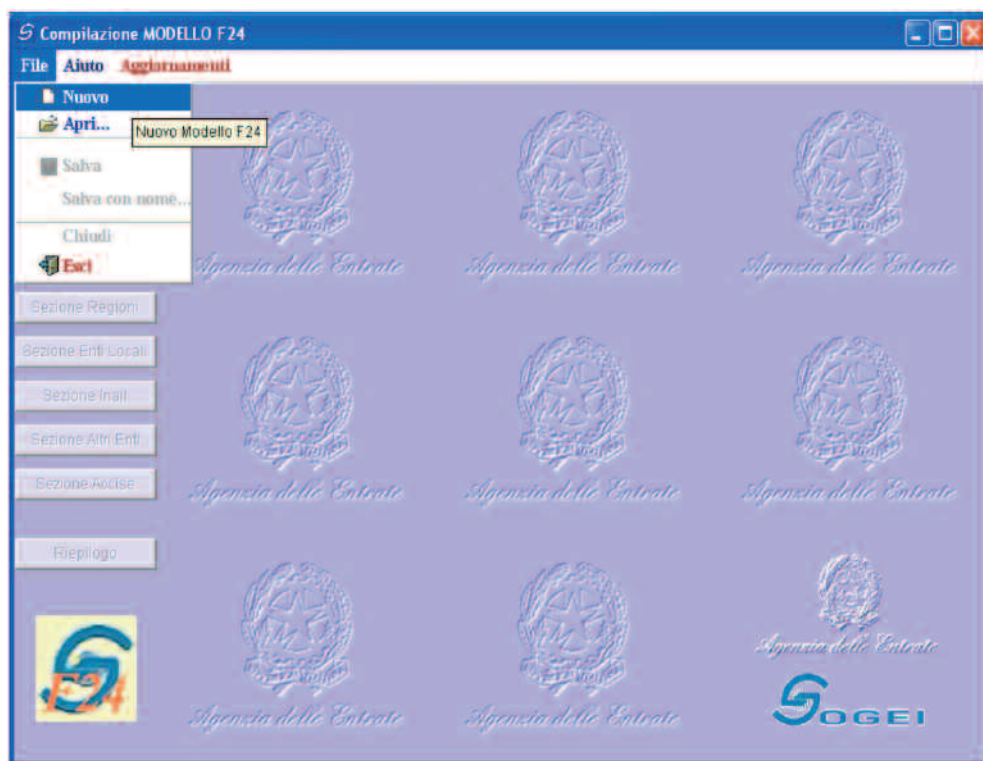 Compilazione MODELLO F24
File Aiuto Aggiornamenti
Nuovo
Apri...
Nuovo Modello F24
Salva
Salva con nome...
Chiudi
Esci
Agenzia delle Entrate Agenzia delle Entrate Agenzia delle Entrate
Sezione Regioni
Sezione Enti Locali
Sezione Inail
Sezione Altri Enti
Sezione Accise
Agenzia delle Entrate Agenzia delle Entrate Agenzia delle Entrate
Riepilogo
F24
Agenzia delle Entrate
Agenzia delle Entrate Agenzia delle Entrate
SOGEI